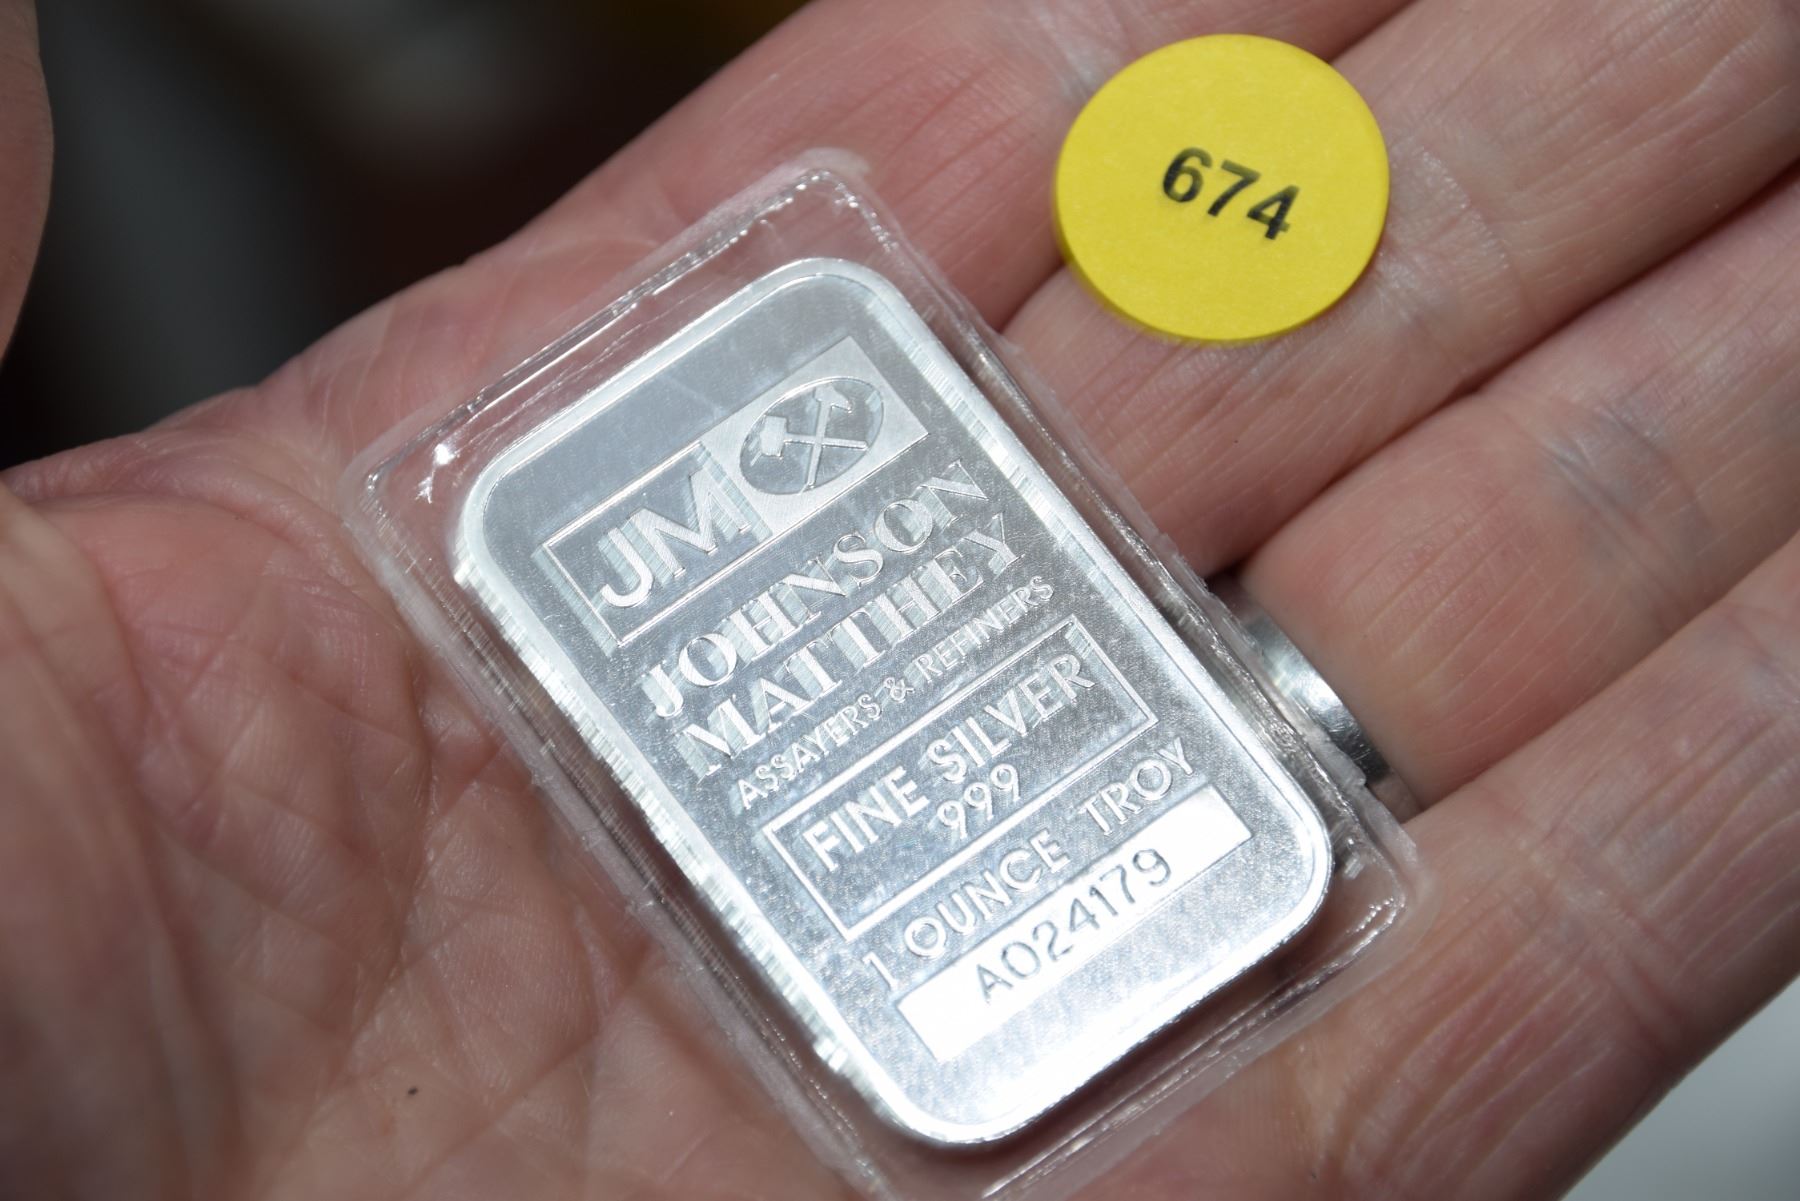 674
JM
JOHNSON
MATTHEY
ASSAYERS & REFINERS
FINE SILVER
999
1 OUNCE TROY
A024179